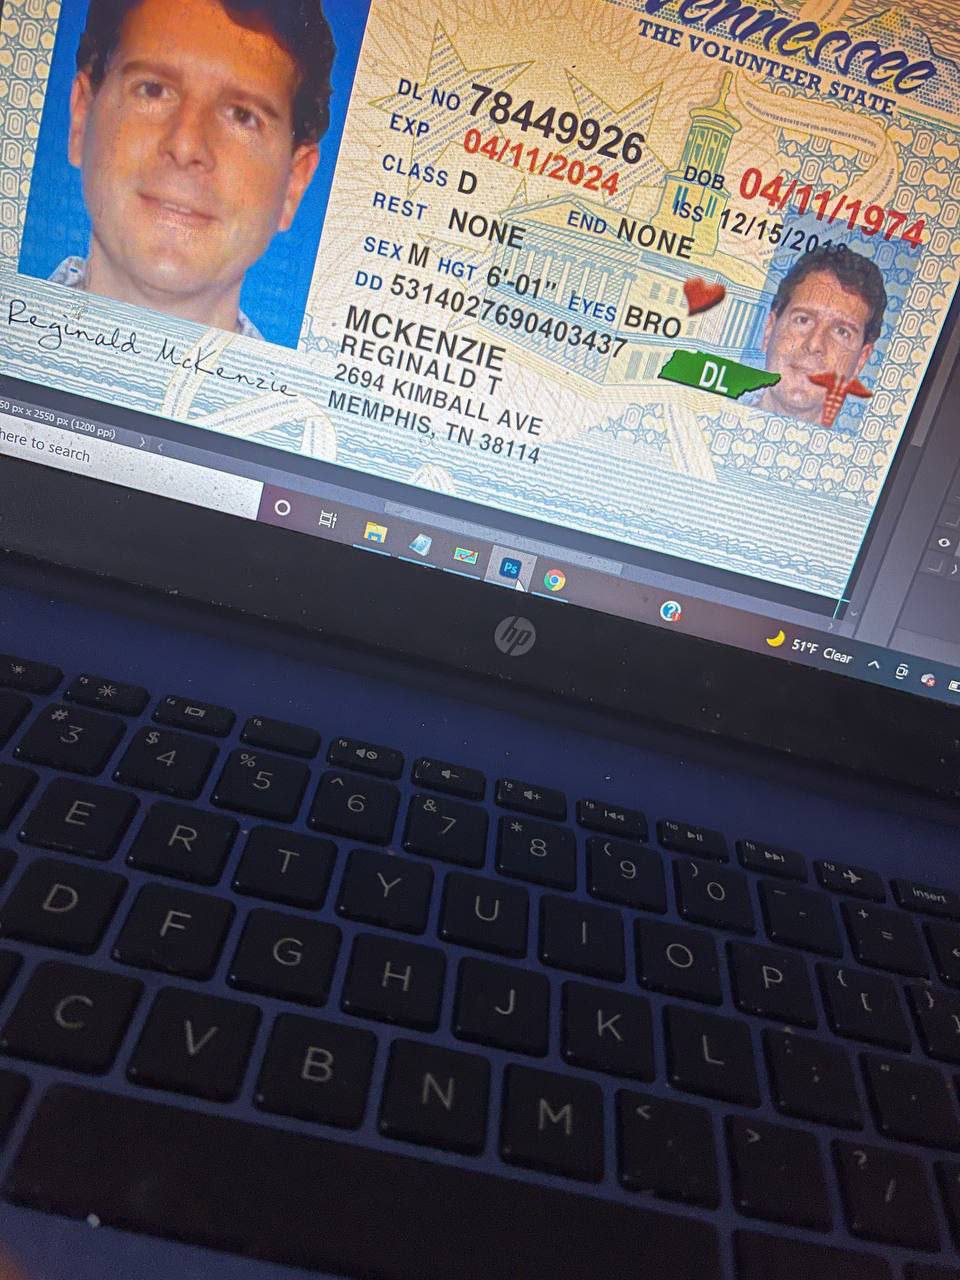 Tennessee
THE VOLUNTEER STATE
DL NO 78449926
EXP 04/11/2024
DOB 04/11/1974
CLASS D
ISS 12/15/20
REST NONE
END NONE
SEX M HGT 6'-01" EYES BRO
DD 5314027690403437
MCKENZIE
REGINALD T
2694 KIMBALL AVE
MEMPHIS, TN 38114
DL
Reginald McKenzie
50 px x 2550 px (1200 ppi)
here to search
Ps
51°F Clear
hp
# 3 $ 4 % 5 ^ 6 & 7 * 8 ( 9 ) 0 - + =
insert
E R T Y U I O P { [ }
D F G H J K L : ;
C V B N M < > ? /